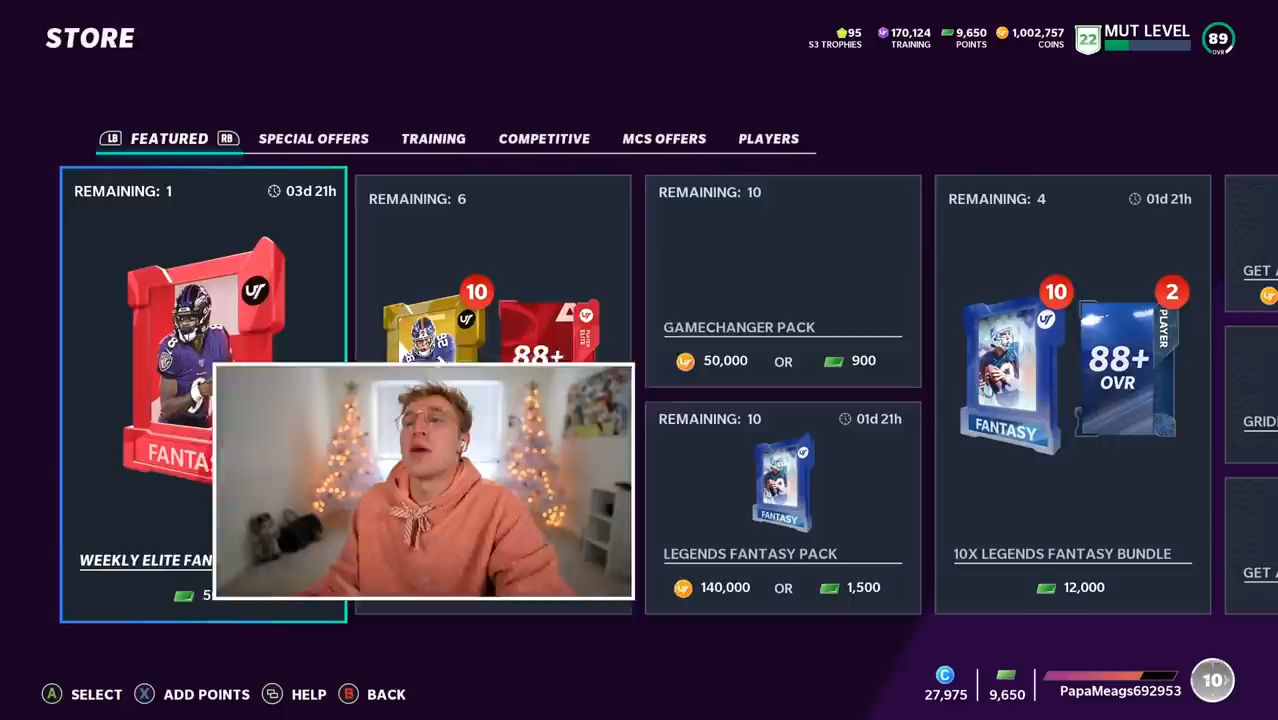 STORE
95
S3 TROPHIES
170,124
TRAINING
9,650
POINTS
1,002,757
COINS
22
MUT LEVEL
89
OVR
LB FEATURED RB
SPECIAL OFFERS
TRAINING
COMPETITIVE
MCS OFFERS
PLAYERS
REMAINING: 1
03d 21h
WEEKLY ELITE FAN
5
REMAINING: 6
10
88+
REMAINING: 10
GAMECHANGER PACK
50,000 OR 900
REMAINING: 10
01d 21h
FANTASY
LEGENDS FANTASY PACK
140,000 OR 1,500
REMAINING: 4
01d 21h
10
FANTASY
2
PLAYER
88+
OVR
10X LEGENDS FANTASY BUNDLE
12,000
GET
GRID
GET
A SELECT
X ADD POINTS
HELP
B BACK
C
27,975
9,650
PapaMeags692953
10